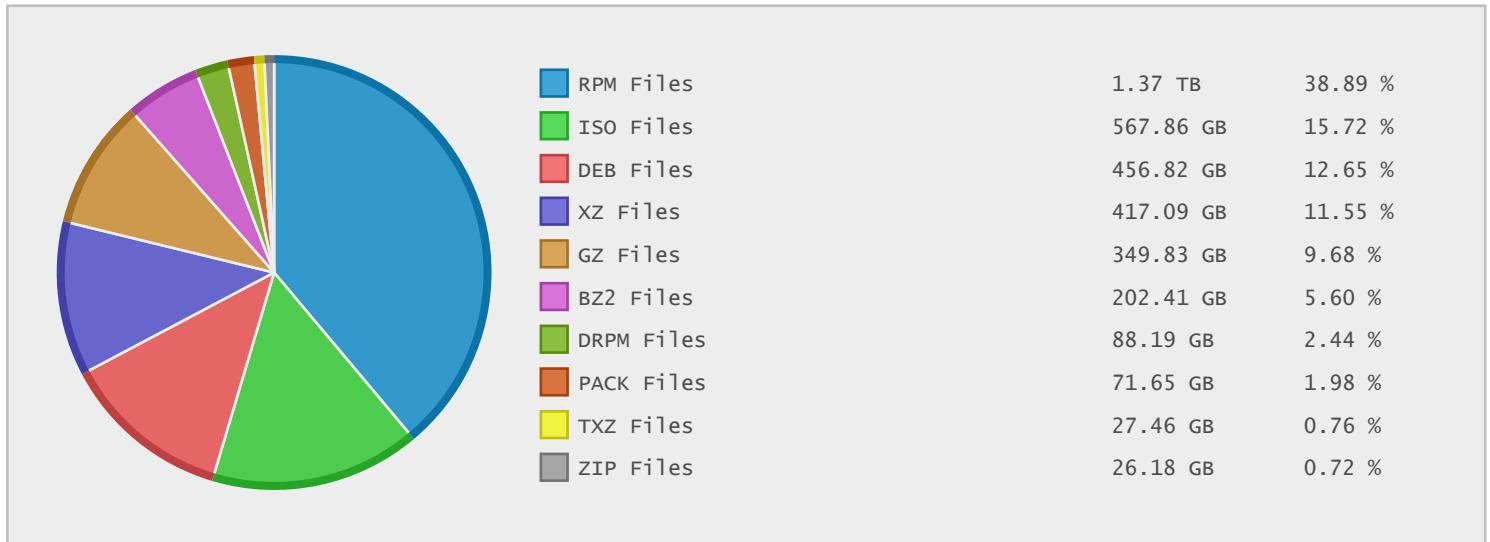 RPM Files 1.37 TB 38.89 %
ISO Files 567.86 GB 15.72 %
DEB Files 456.82 GB 12.65 %
XZ Files 417.09 GB 11.55 %
GZ Files 349.83 GB 9.68 %
BZ2 Files 202.41 GB 5.60 %
DRPM Files 88.19 GB 2.44 %
PACK Files 71.65 GB 1.98 %
TXZ Files 27.46 GB 0.76 %
ZIP Files 26.18 GB 0.72 %